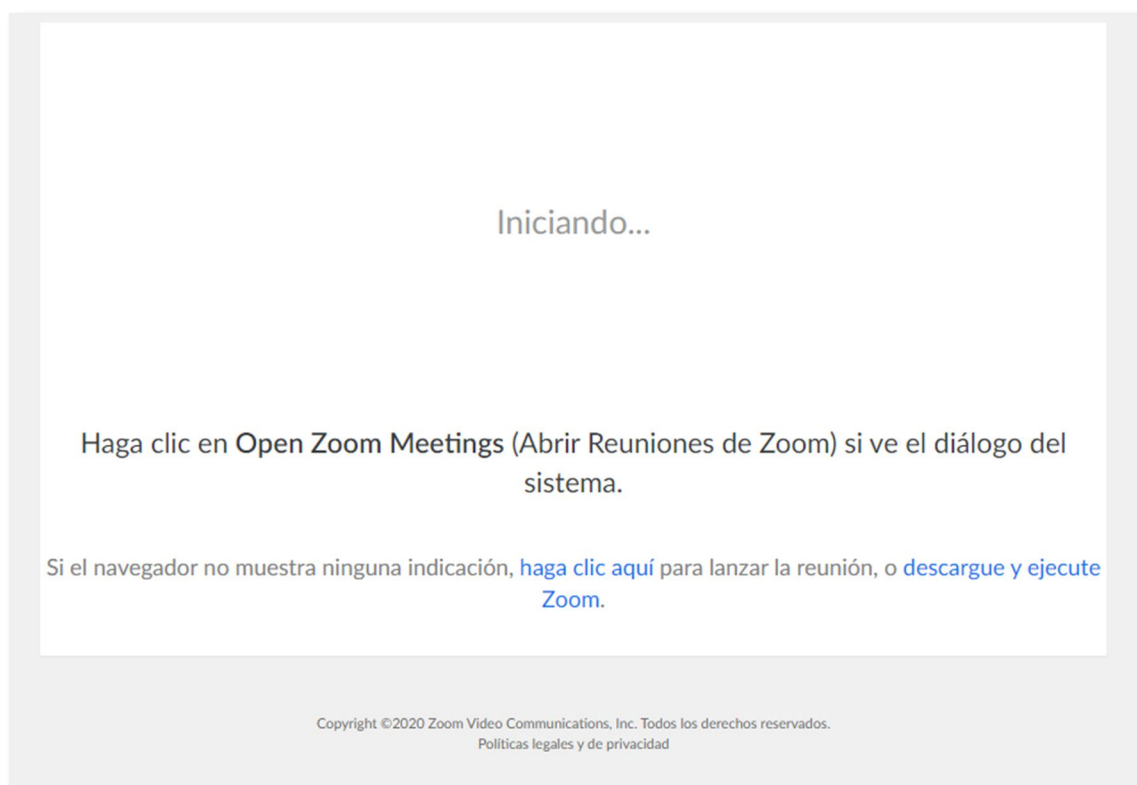 Iniciando...
Haga clic en Open Zoom Meetings (Abrir Reuniones de Zoom) si ve el diálogo del
sistema.
Si el navegador no muestra ninguna indicación, haga clic aquí para lanzar la reunión, o descargue y ejecute
Zoom.
Copyright ©2020 Zoom Video Communications, Inc. Todos los derechos reservados.
Políticas legales y de privacidad